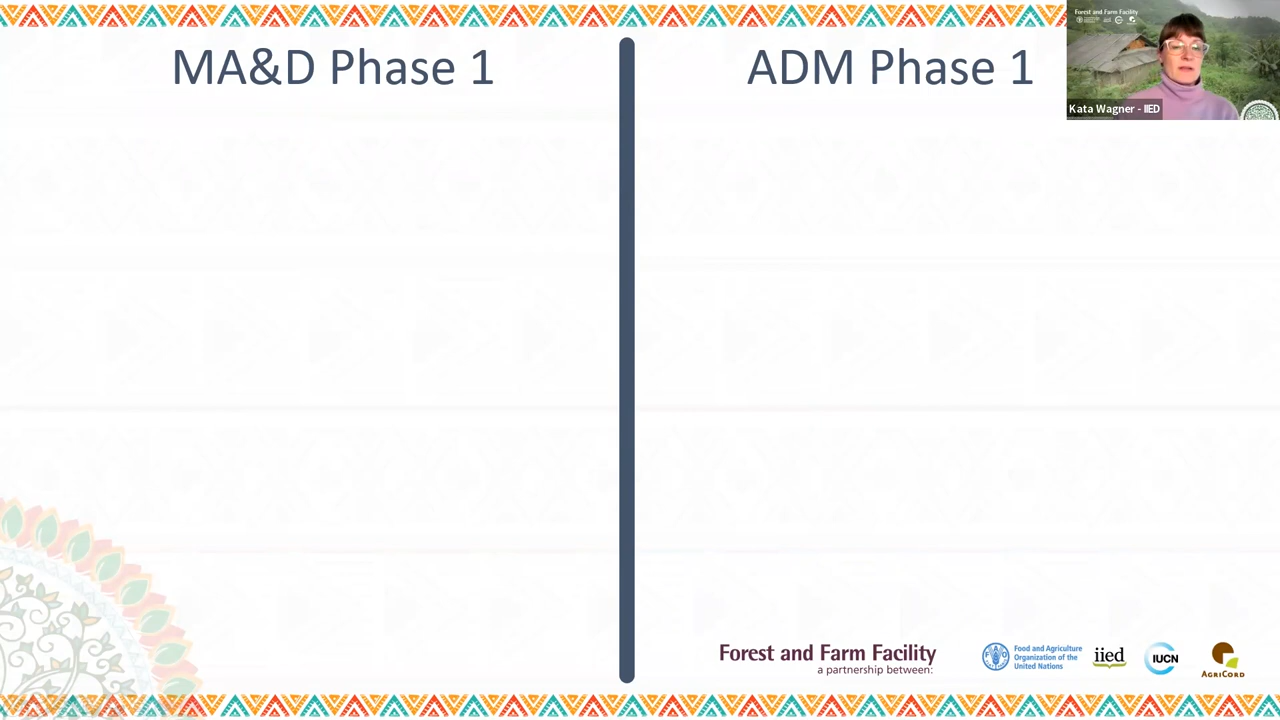 MA&D Phase 1
ADM Phase 1
Forest and Farm Facility
Kata Wagner - IIED
Forest and Farm Facility
a partnership between:
Food and Agriculture
Organization of the
United Nations
iied
IUCN
AGRICORD